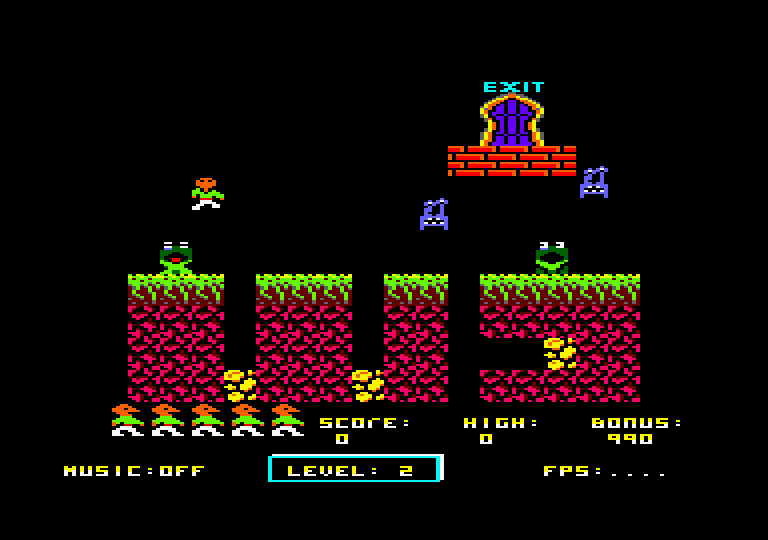 EXIT
SCORE: HIGH: BONUS:
0 0 990
MUSIC:OFF LEVEL: 2 FPS:....